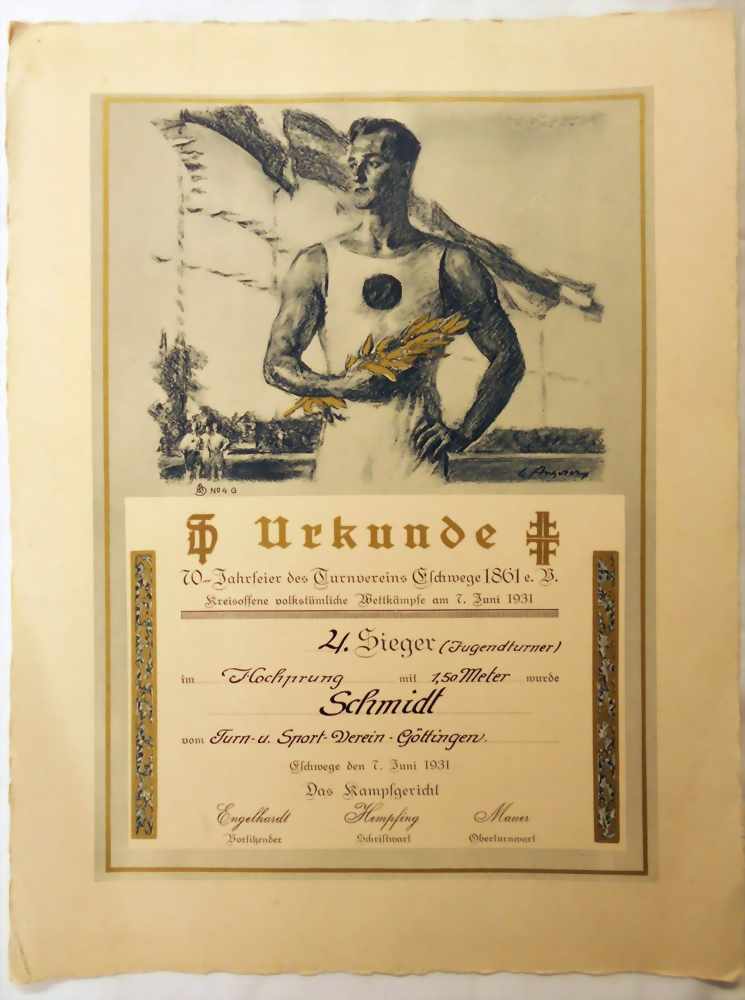 Nº 4 G
Urkunde
70-Jahrfeier des Turnvereins Eschwege 1861 e. V.
Kreisoffene volkstümliche Wettkämpfe am 7. Juni 1931
4. Sieger (Jugendturner)
im Hochsprung mit 1,50 Meter wurde
Schmidt
vom Turn- u. Sport-Verein-Göttingen.
Eschwege den 7. Juni 1931
Das Kampfgericht
Engelhardt Hempfing Mauer
Vorsitzender Schriftwart Oberturnwart